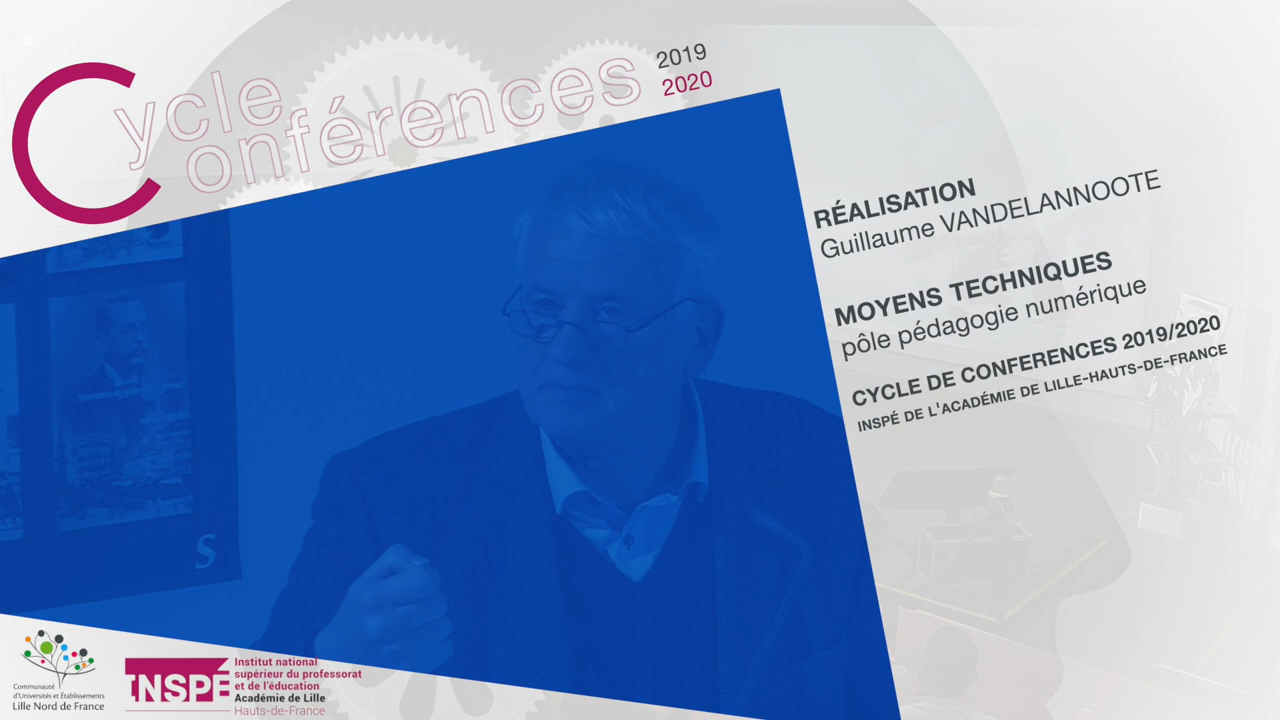 Cycle
Conférences
2019
2020
RÉALISATION
Guillaume VANDELANNOOTE
MOYENS TECHNIQUES
pôle pédagogie numérique
CYCLE DE CONFERENCES 2019/2020
INSPÉ DE L'ACADÉMIE DE LILLE-HAUTS-DE-FRANCE
S
Communauté
d'Universités et Établissements
Lille Nord de France
INSPÉ
Institut national
supérieur du professorat
et de l'éducation
Académie de Lille
Hauts-de-France